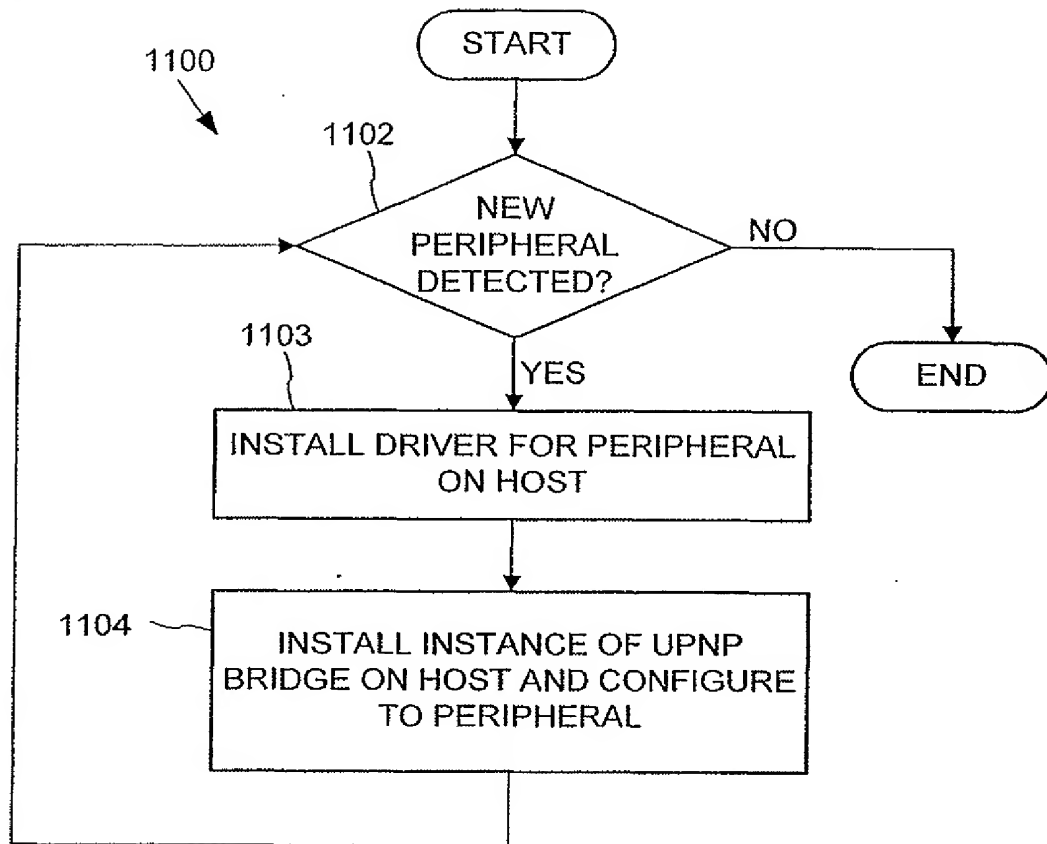 START
1100
1102
NEW
PERIPHERAL
DETECTED?
NO
1103
YES
END
INSTALL DRIVER FOR PERIPHERAL
ON HOST
1104
INSTALL INSTANCE OF UPNP
BRIDGE ON HOST AND CONFIGURE
TO PERIPHERAL